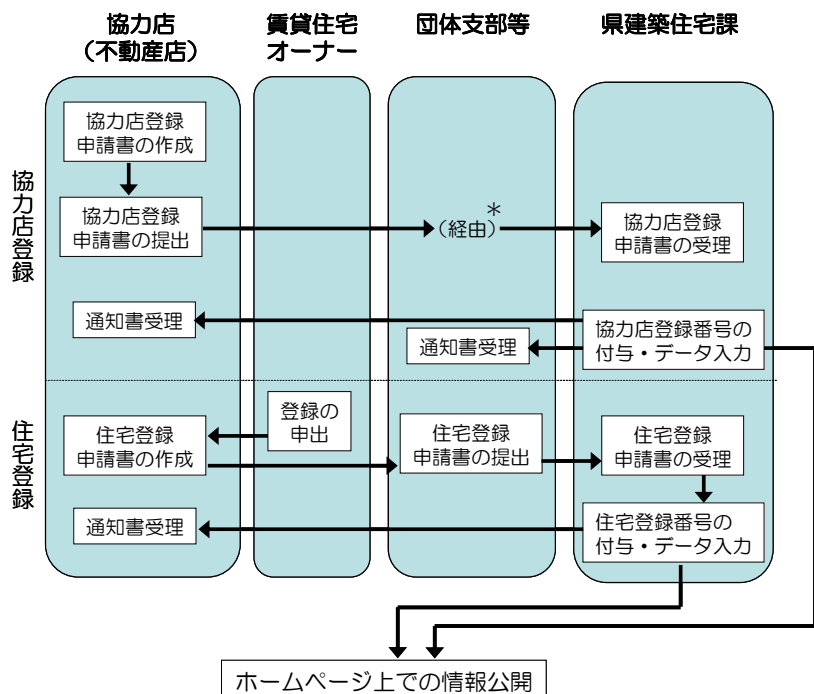 協力店
（不動産店）
賃貸住宅
オーナー
団体支部等
県建築住宅課
協力店登録
協力店登録
申請書の作成
協力店登録
申請書の提出
（経由）＊
協力店登録
申請書の受理
通知書受理
通知書受理
協力店登録番号の
付与・データ入力
住宅登録
住宅登録
申請書の作成
登録の
申出
住宅登録
申請書の提出
住宅登録
申請書の受理
通知書受理
住宅登録番号の
付与・データ入力
ホームページ上での情報公開